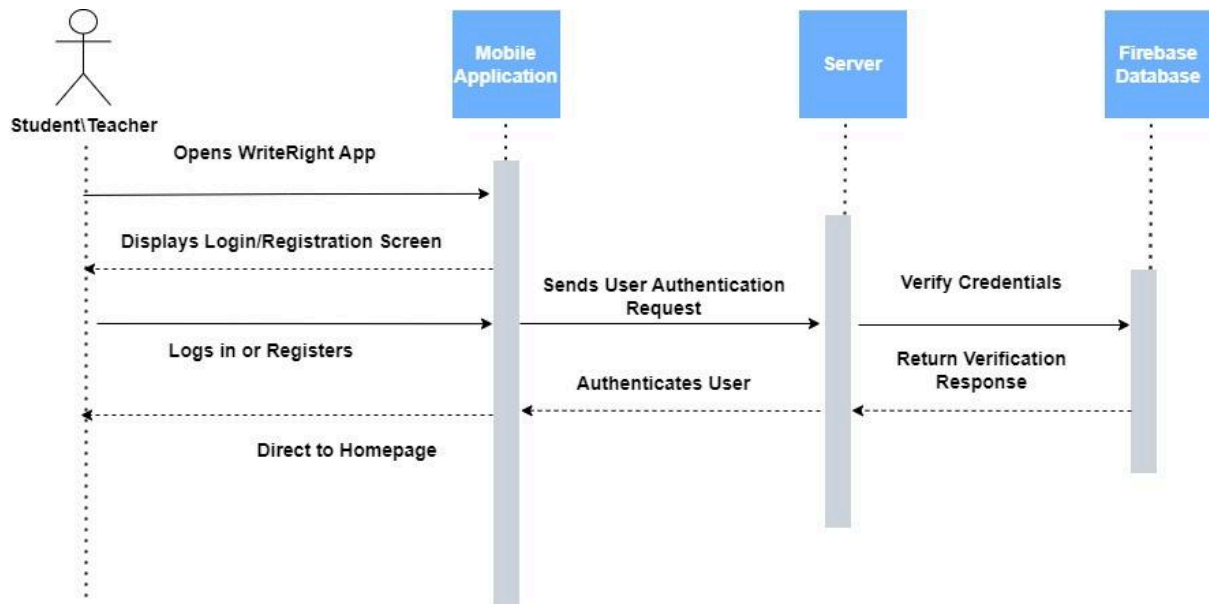 Mobile
Application
Server
Firebase
Database
Student\Teacher
Opens WriteRight App
Displays Login/Registration Screen
Sends User Authentication
Request
Verify Credentials
Logs in or Registers
Authenticates User
Return Verification
Response
Direct to Homepage